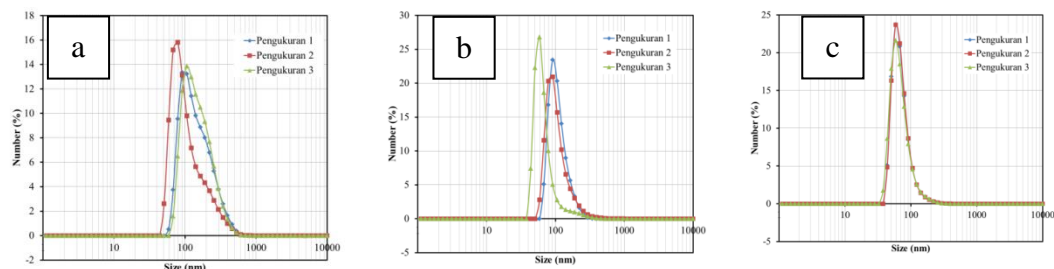 a
18
16
14
12
10
8
6
4
2
0
Number (%)
10
100
1000
10000
Size (nm)
Pengukuran 1
Pengukuran 2
Pengukuran 3
b
30
25
20
15
10
5
0
-5
Number (%)
10
100
1000
10000
Size (nm)
Pengukuran 1
Pengukuran 2
Pengukuran 3
c
25
20
15
10
5
0
-5
Number (%)
10
100
1000
10000
Size (nm)
Pengukuran 1
Pengukuran 2
Pengukuran 3